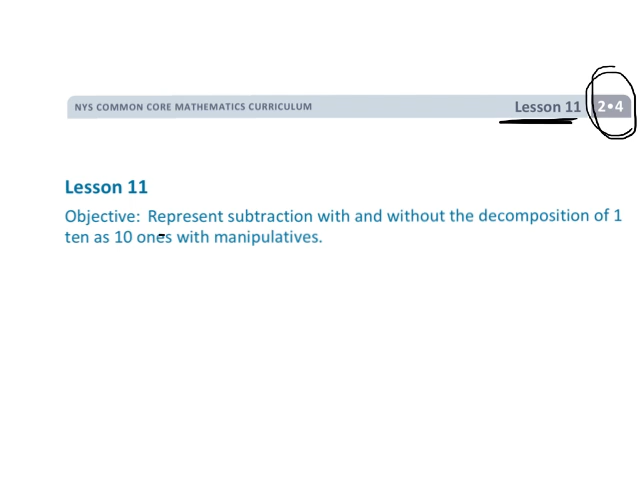 NYS COMMON CORE MATHEMATICS CURRICULUM Lesson 11 2•4
Lesson 11
Objective: Represent subtraction with and without the decomposition of 1
ten as 10 ones with manipulatives.